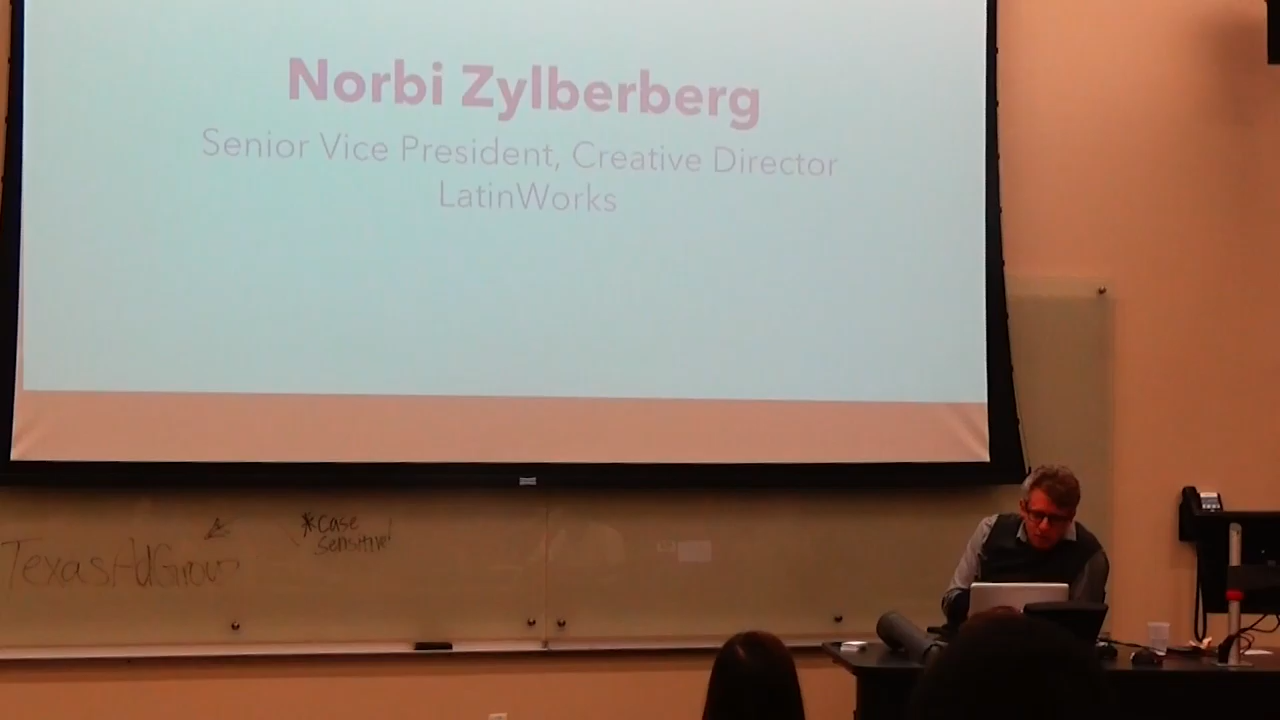 Norbi Zylberberg
Senior Vice President, Creative Director
LatinWorks
*Case
Sensitive!
TexasAdGroup